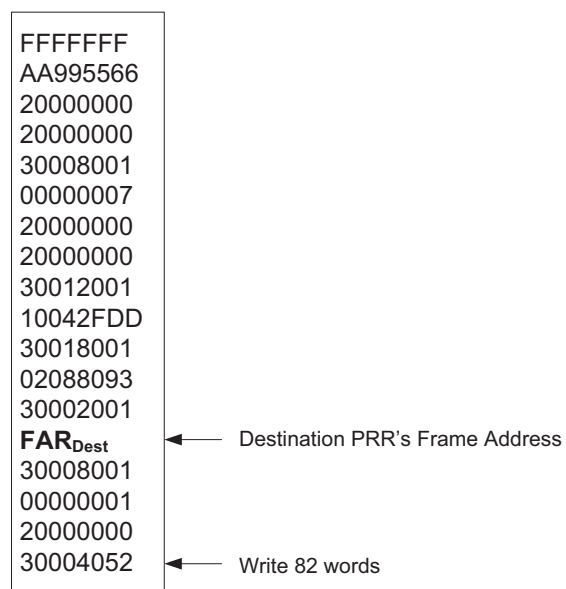 FFFFFFF
AA995566
20000000
20000000
30008001
00000007
20000000
20000000
30012001
10042FDD
30018001
02088093
30002001
FARDest Destination PRR's Frame Address
30008001
00000001
20000000
30004052 Write 82 words